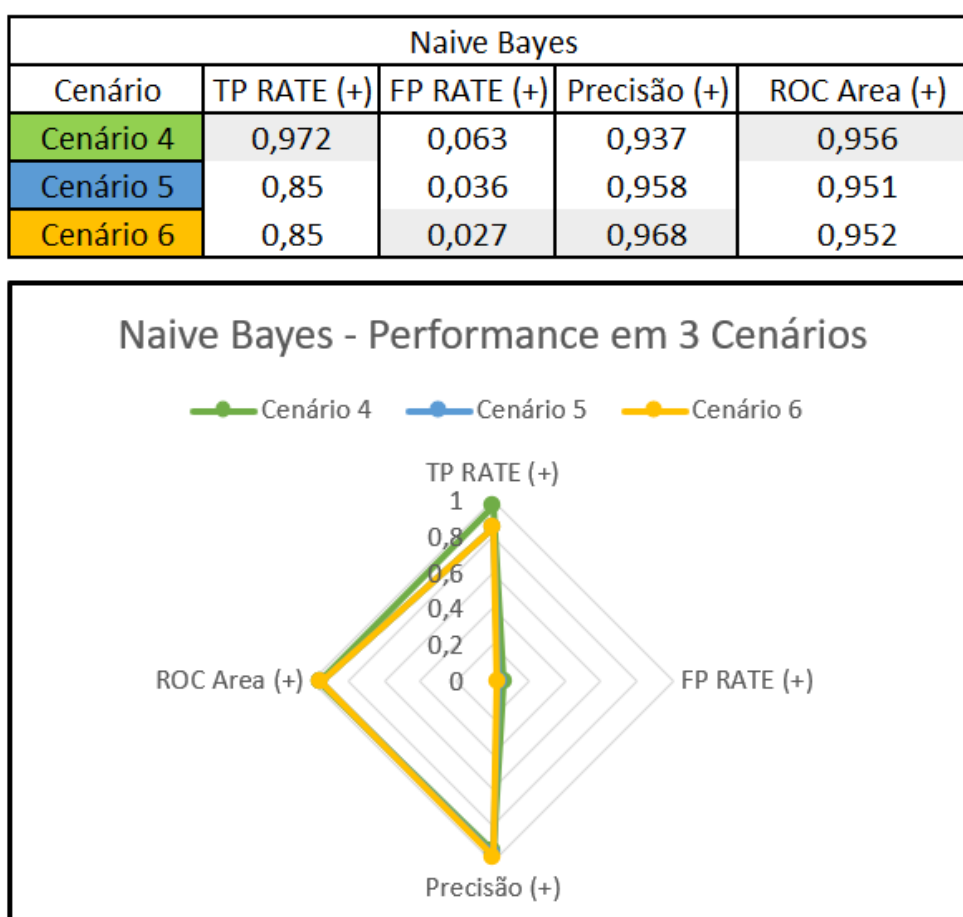 Naive Bayes
Cenário TP RATE (+) FP RATE (+) Precisão (+) ROC Area (+)
Cenário 4 0,972 0,063 0,937 0,956
Cenário 5 0,85 0,036 0,958 0,951
Cenário 6 0,85 0,027 0,968 0,952
Naive Bayes - Performance em 3 Cenários
Cenário 4 Cenário 5 Cenário 6
TP RATE (+)
1
0,8
0,6
0,4
0,2
ROC Area (+) 0 FP RATE (+)
Precisão (+)